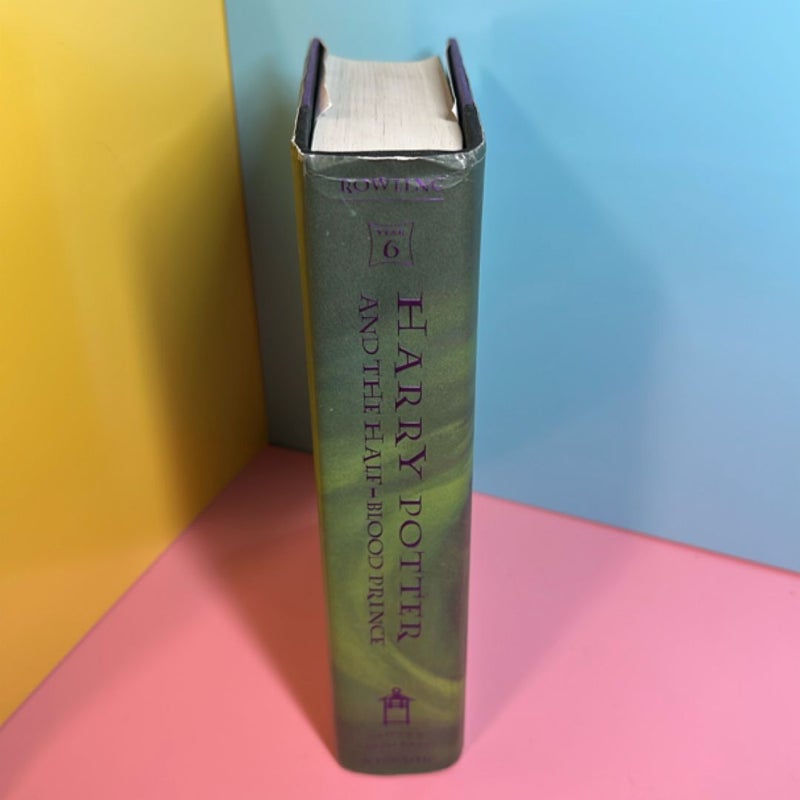 ROWLING
YEAR
6
HARRY POTTER
AND THE HALF-BLOOD PRINCE